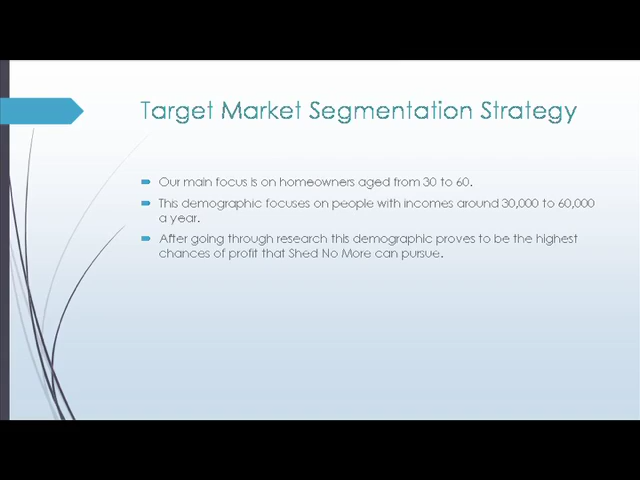 Target Market Segmentation Strategy
Our main focus is on homeowners aged from 30 to 60.
This demographic focuses on people with incomes around 30,000 to 60,000
a year.
After going through research this demographic proves to be the highest
chances of profit that Shed No More can pursue.